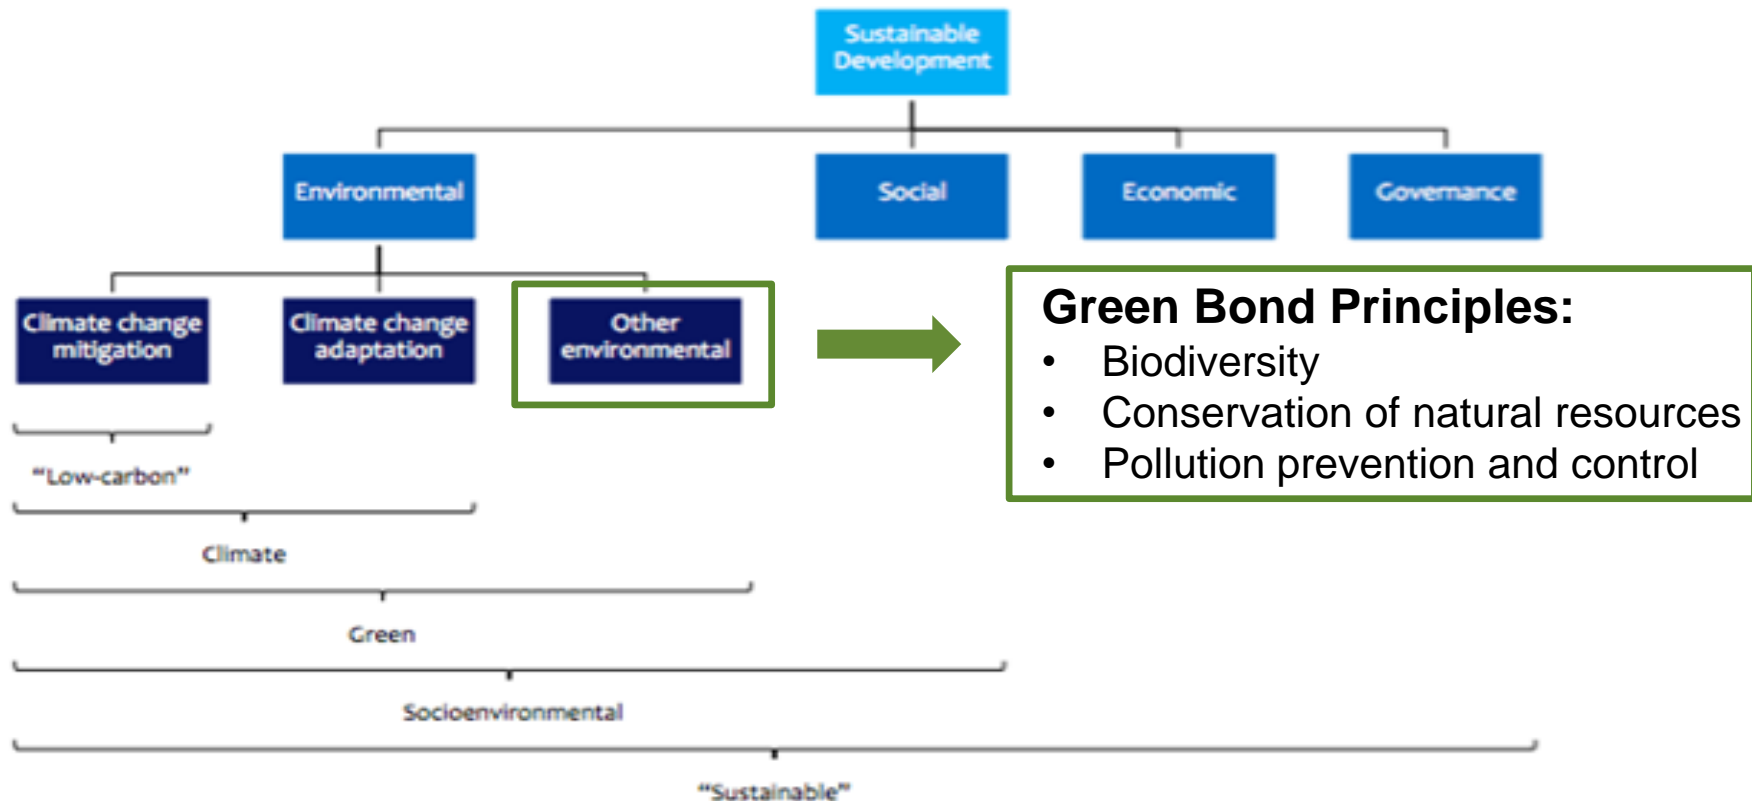 Sustainable
Development
Environmental
Social
Economic
Governance
Climate change
mitigation
Climate change
adaptation
Other
environmental
Green Bond Principles:
• Biodiversity
• Conservation of natural resources
• Pollution prevention and control
“Low-carbon”
Climate
Green
Socioenvironmental
“Sustainable”